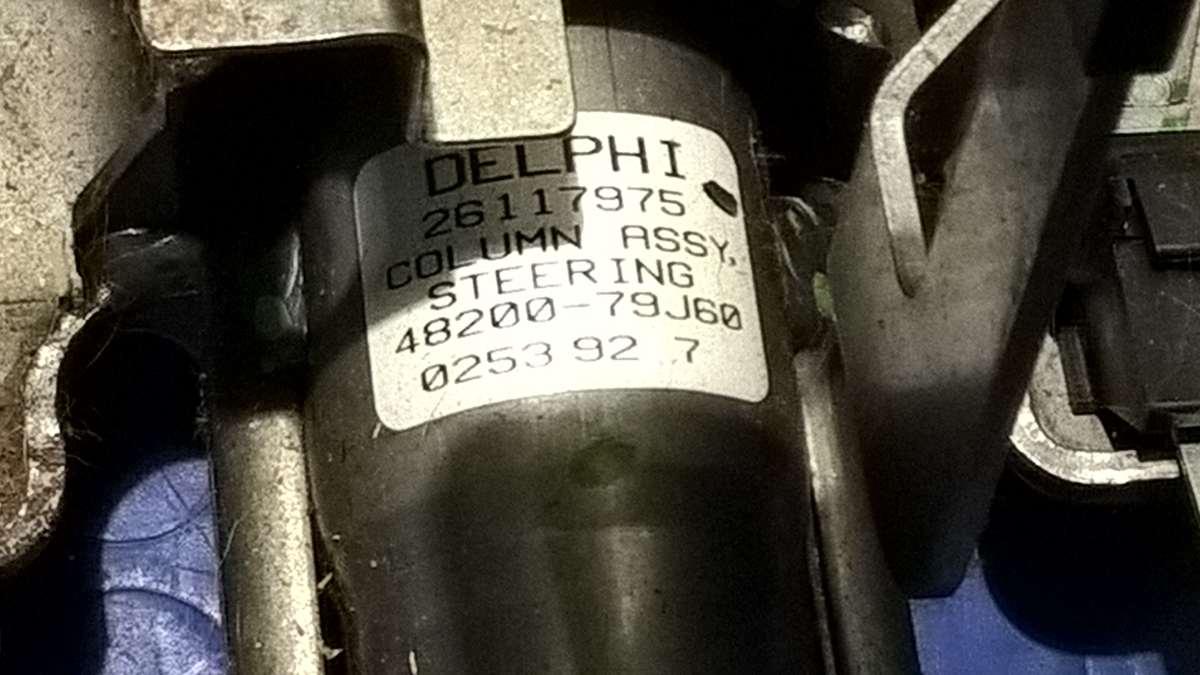 DELPHI
26117975
COLUMN ASSY,
STEERING
48200-79J60
0253 92 7